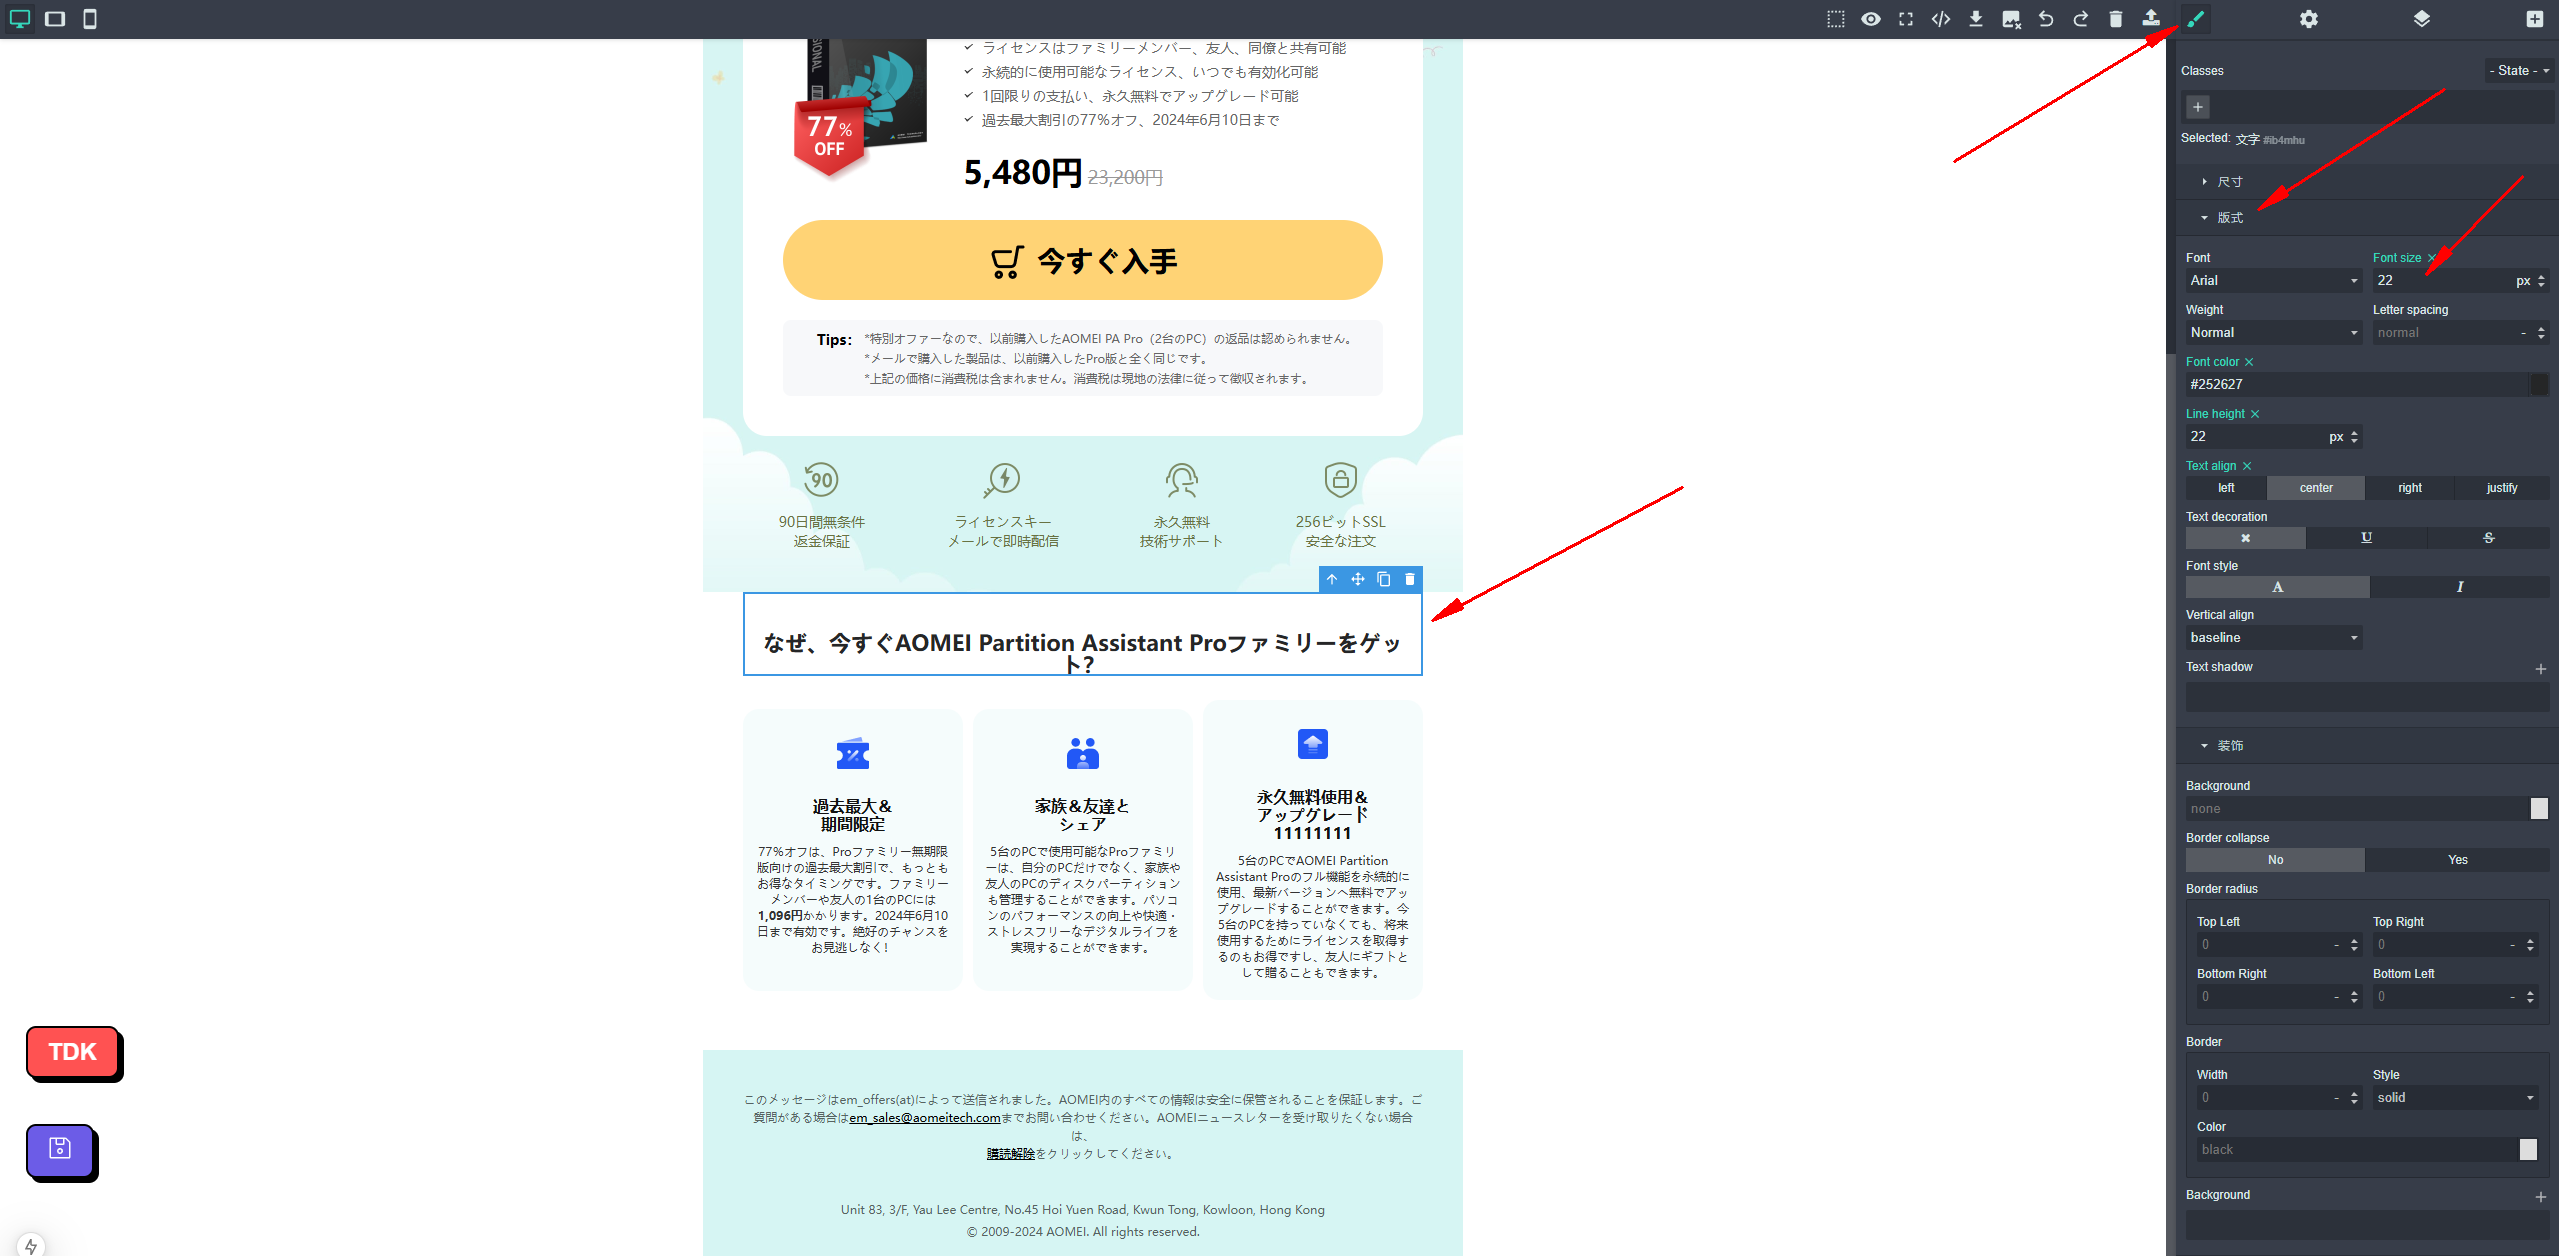 SIONAL
77%
OFF
ライセンスはファミリーメンバー、友人、同僚と共有可能
永続的に使用可能なライセンス、いつでも有効化可能
1回限りの支払い、永久無料でアップグレード可能
過去最大割引の77%オフ、2024年6月10日まで
5,480円 23,200円
今すぐ入手
Tips: *特別オファーなので、以前購入したAOMEI PA Pro（2台のPC）の返品は認められません。
*メールで購入した製品は、以前購入したPro版と全く同じです。
*上記の価格に消費税は含まれません。消費税は現地の法律に従って徴収されます。
90
90日間無条件
返金保証
ライセンスキー
メールで即時配信
永久無料
技術サポート
256ビットSSL
安全な注文
なぜ、今すぐAOMEI Partition Assistant Proファミリーをゲッ
ト?
過去最大＆
期間限定
77%オフは、Proファミリー無期限
版向けの過去最大割引で、もっとも
お得なタイミングです。ファミリー
メンバーや友人の1台のPCには
1,096円かかります。2024年6月10
日まで有効です。絶好のチャンスを
お見逃しなく!
家族＆友達と
シェア
5台のPCで使用可能なProファミリ
ーは、自分のPCだけでなく、家族や
友人のPCのディスクパーティション
も管理することができます。パソコ
ンのパフォーマンスの向上や快適・
ストレスフリーなデジタルライフを
実現することができます。
永久無料使用＆
アップグレード
11111111
5台のPCでAOMEI Partition
Assistant Proのフル機能を永続的に
使用、最新バージョンへ無料でアッ
プグレードすることができます。今
5台のPCを持っていなくても、将来
使用するためにライセンスを取得す
るのもお得ですし、友人にギフトと
して贈ることもできます。
このメッセージはem_offers(at)によって送信されました。AOMEI内のすべての情報は安全に保管されることを保証します。ご
質問がある場合はem_sales@aomeitech.comまでお問い合わせください。AOMEIニュースレターを受け取りたくない場合
は、
購読解除をクリックしてください。
Unit 83, 3/F, Yau Lee Centre, No.45 Hoi Yuen Road, Kwun Tong, Kowloon, Hong Kong
© 2009-2024 AOMEI. All rights reserved.
TDK
Classes
- State -
Selected: 文字 #ib4mhu
尺寸
版式
Font
Font size
Arial
22 px
Weight
Letter spacing
Normal
normal -
Font color
#252627
Line height
22 px
Text align
left center right justify
Text decoration
U S
Font style
A I
Vertical align
baseline
Text shadow
装饰
Background
none
Border collapse
No Yes
Border radius
Top Left Top Right
0 - 0 -
Bottom Right Bottom Left
0 - 0 -
Border
Width Style
0 - solid
Color
black
Background